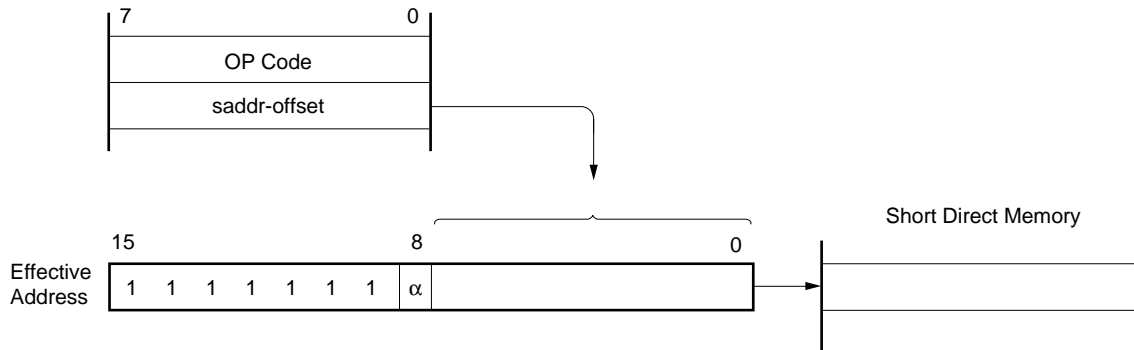 7 0
OP Code
saddr-offset
Short Direct Memory
15 8 0
Effective
Address
1 1 1 1 1 1 1 α